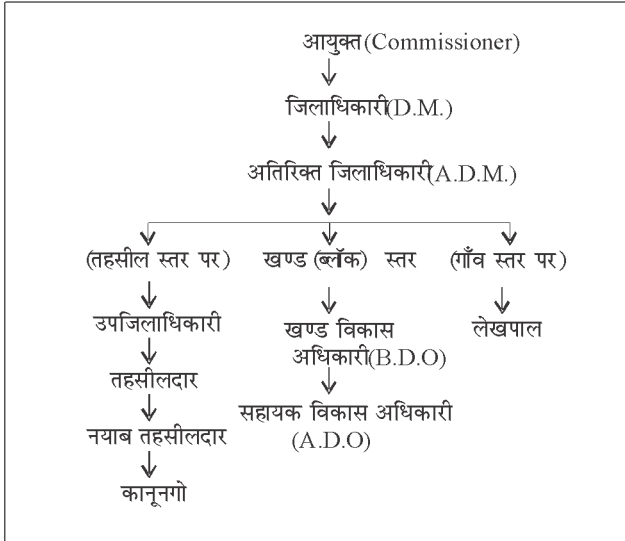 आयुक्त (Commissioner)
जिलाधिकारी(D.M.)
अतिरिक्त जिलाधिकारी(A.D.M.)
(तहसील स्तर पर)
खण्ड (ब्लॉक) स्तर
(गाँव स्तर पर)
उपजिलाधिकारी
खण्ड विकास
अधिकारी(B.D.O)
लेखपाल
तहसीलदार
सहायक विकास अधिकारी
(A.D.O)
नयाब तहसीलदार
कानूनगो